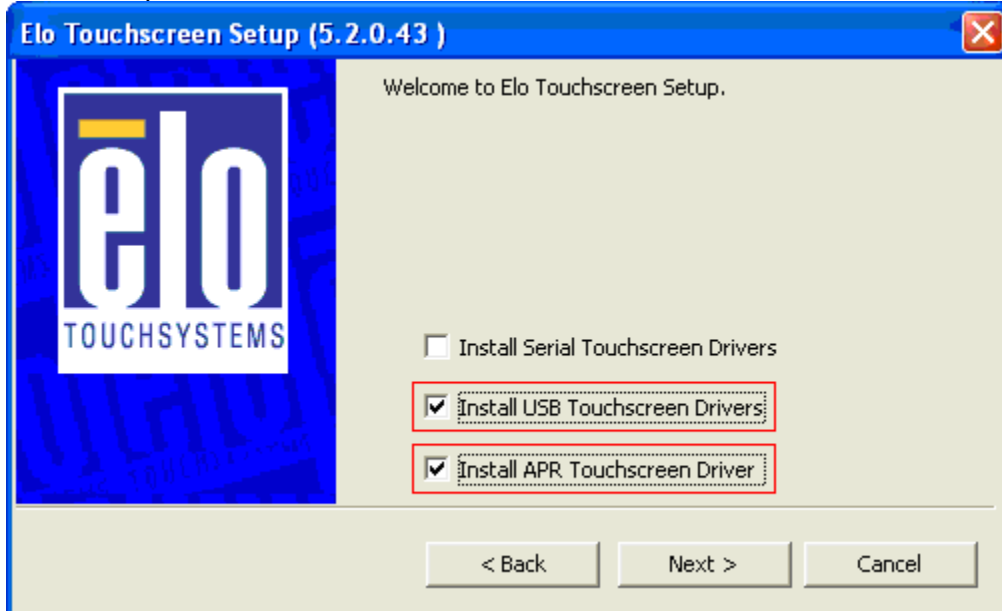 Elo Touchscreen Setup (5.2.0.43 )
Welcome to Elo Touchscreen Setup.
ēlo
TOUCHSYSTEMS
Install Serial Touchscreen Drivers
Install USB Touchscreen Drivers
Install APR Touchscreen Driver
< Back
Next >
Cancel